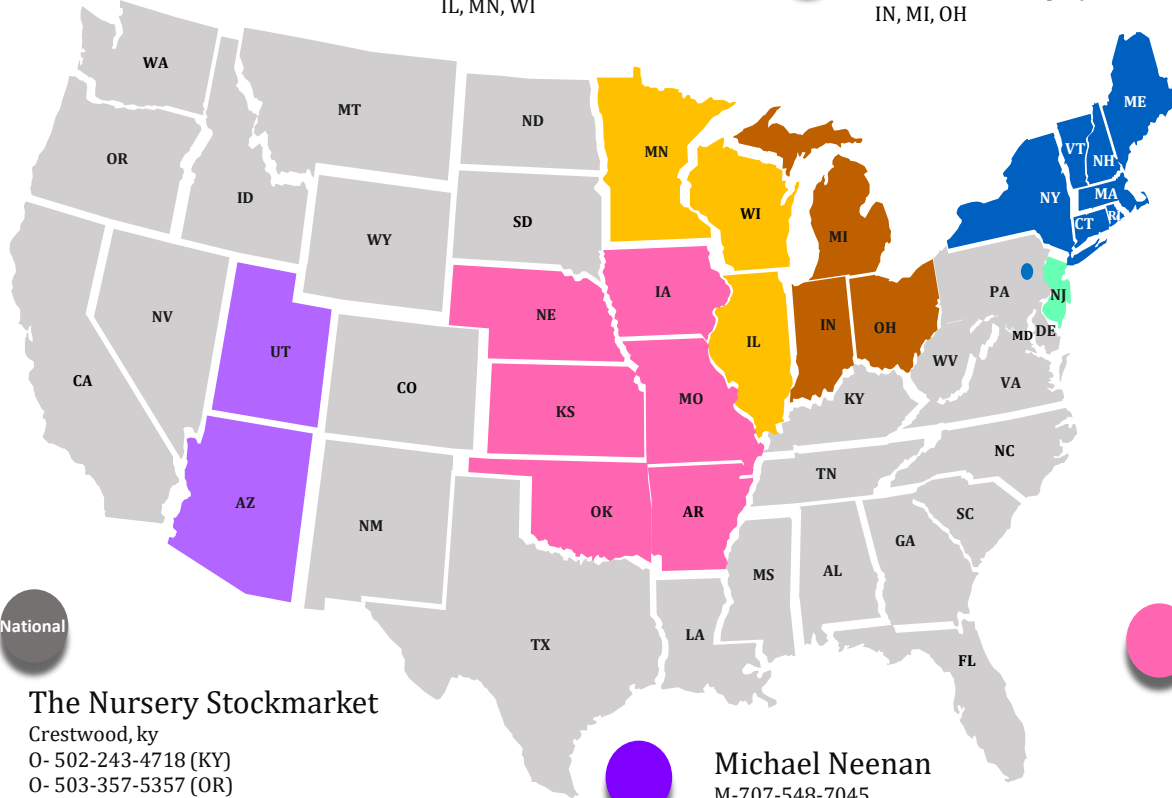 IL, MN, WI
IN, MI, OH
WA
MT
ND
MN
ME
OR
VT
NH
ID
SD
WI
NY
MA
WY
MI
CT
RI
NE
IA
PA
NJ
NV
UT
IL
IN
OH
MD
DE
CA
CO
KS
MO
KY
WV
VA
AZ
NM
OK
AR
TN
NC
SC
GA
MS
AL
National
TX
LA
FL
The Nursery Stockmarket
Crestwood, ky
O- 502-243-4718 (KY)
O- 503-357-5357 (OR)
Michael Neenan
M-707-548-7045